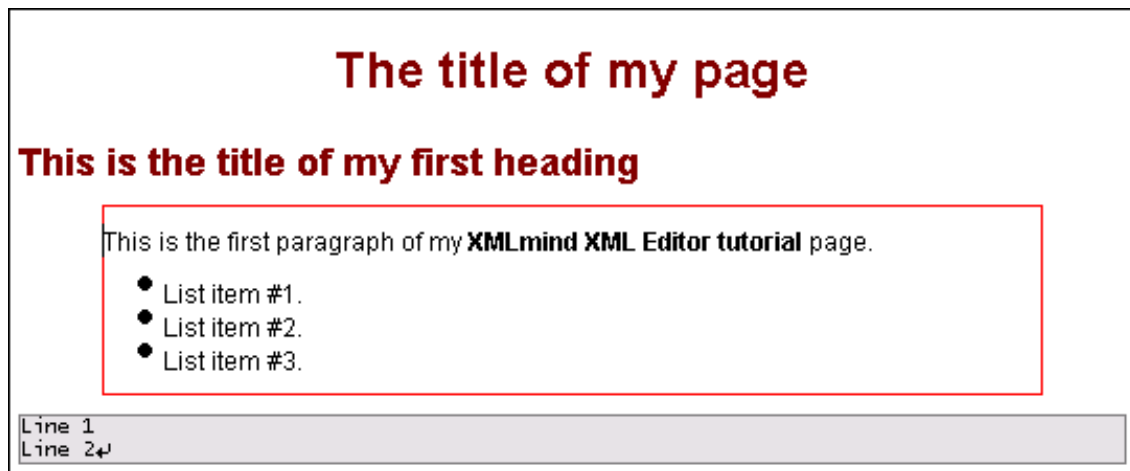 The title of my page
This is the title of my first heading
This is the first paragraph of my XMLmind XML Editor tutorial page.
List item #1.
List item #2.
List item #3.
Line 1
Line 2↵